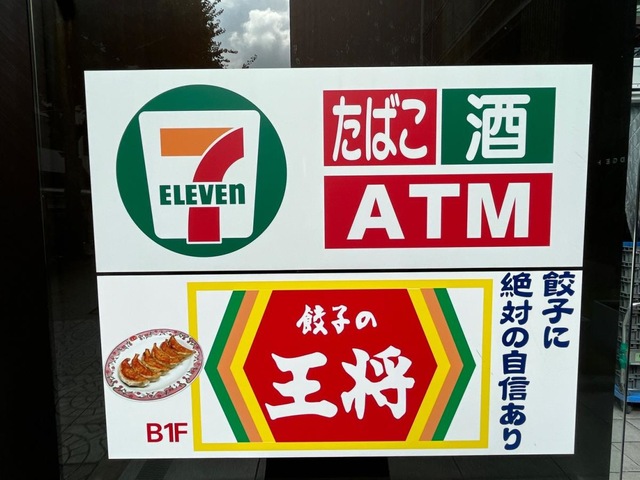 7
ELEVEn
たばこ
酒
ATM
餃子に
絶対の自信あり
餃子の
王将
B1F